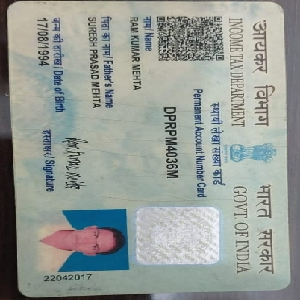 आयकर विभाग
INCOME TAX DEPARTMENT
भारत सरकार
GOVT. OF INDIA
स्थायी लेखा संख्या कार्ड
Permanent Account Number Card
DPRPM4036M
नाम / Name
RAM KUMAR MEHTA
पिता का नाम / Father's Name
SURESH PRASAD MEHTA
जन्म की तारीख / Date of Birth
17/08/1994
हस्ताक्षर / Signature
22042017